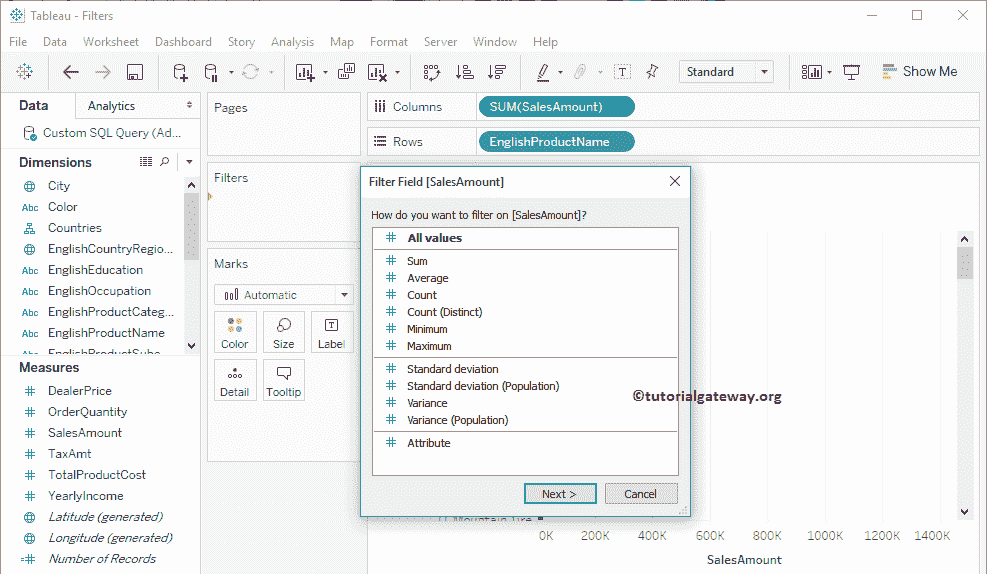 Tableau - Filters
File Data Worksheet Dashboard Story Analysis Map Format Server Window Help
Standard
Show Me
Data Analytics
Custom SQL Query (Ad...
Dimensions
City
Abc Color
Countries
EnglishCountryRegio...
Abc EnglishEducation
Abc EnglishOccupation
Abc EnglishProductCateg...
Abc EnglishProductName
Measures
DealerPrice
OrderQuantity
SalesAmount
TaxAmt
TotalProductCost
YearlyIncome
Latitude (generated)
Longitude (generated)
Number of Records
Pages
Filters
Marks
Automatic
Color Size Label
Detail Tooltip
Columns SUM(SalesAmount)
Rows EnglishProductName
Filter Field [SalesAmount]
How do you want to filter on [SalesAmount]?
# All values
# Sum
# Average
# Count
# Count (Distinct)
# Minimum
# Maximum
# Standard deviation
# Standard deviation (Population)
# Variance
# Variance (Population)
# Attribute
Next > Cancel
©tutorialgateway.org
0K 200K 400K 600K 800K 1000K 1200K 1400K
SalesAmount